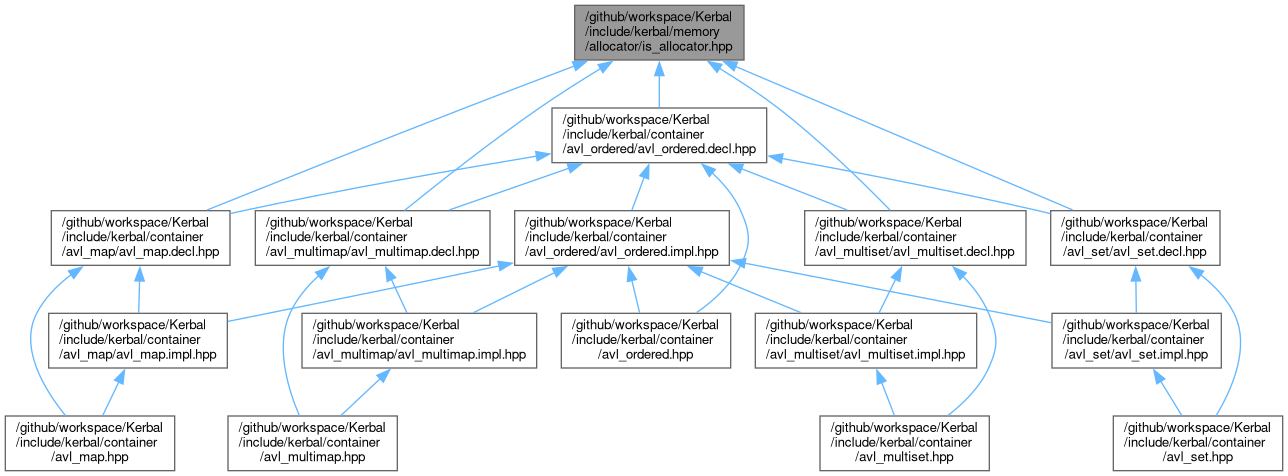 /github/workspace/Kerbal
/include/kerbal/memory
/allocator/is_allocator.hpp
/github/workspace/Kerbal
/include/kerbal/container
/avl_ordered/avl_ordered.decl.hpp
/github/workspace/Kerbal
/include/kerbal/container
/avl_map/avl_map.decl.hpp
/github/workspace/Kerbal
/include/kerbal/container
/avl_multimap/avl_multimap.decl.hpp
/github/workspace/Kerbal
/include/kerbal/container
/avl_ordered/avl_ordered.impl.hpp
/github/workspace/Kerbal
/include/kerbal/container
/avl_multiset/avl_multiset.decl.hpp
/github/workspace/Kerbal
/include/kerbal/container
/avl_set/avl_set.decl.hpp
/github/workspace/Kerbal
/include/kerbal/container
/avl_map/avl_map.impl.hpp
/github/workspace/Kerbal
/include/kerbal/container
/avl_multimap/avl_multimap.impl.hpp
/github/workspace/Kerbal
/include/kerbal/container
/avl_ordered.hpp
/github/workspace/Kerbal
/include/kerbal/container
/avl_multiset/avl_multiset.impl.hpp
/github/workspace/Kerbal
/include/kerbal/container
/avl_set/avl_set.impl.hpp
/github/workspace/Kerbal
/include/kerbal/container
/avl_map.hpp
/github/workspace/Kerbal
/include/kerbal/container
/avl_multimap.hpp
/github/workspace/Kerbal
/include/kerbal/container
/avl_multiset.hpp
/github/workspace/Kerbal
/include/kerbal/container
/avl_set.hpp